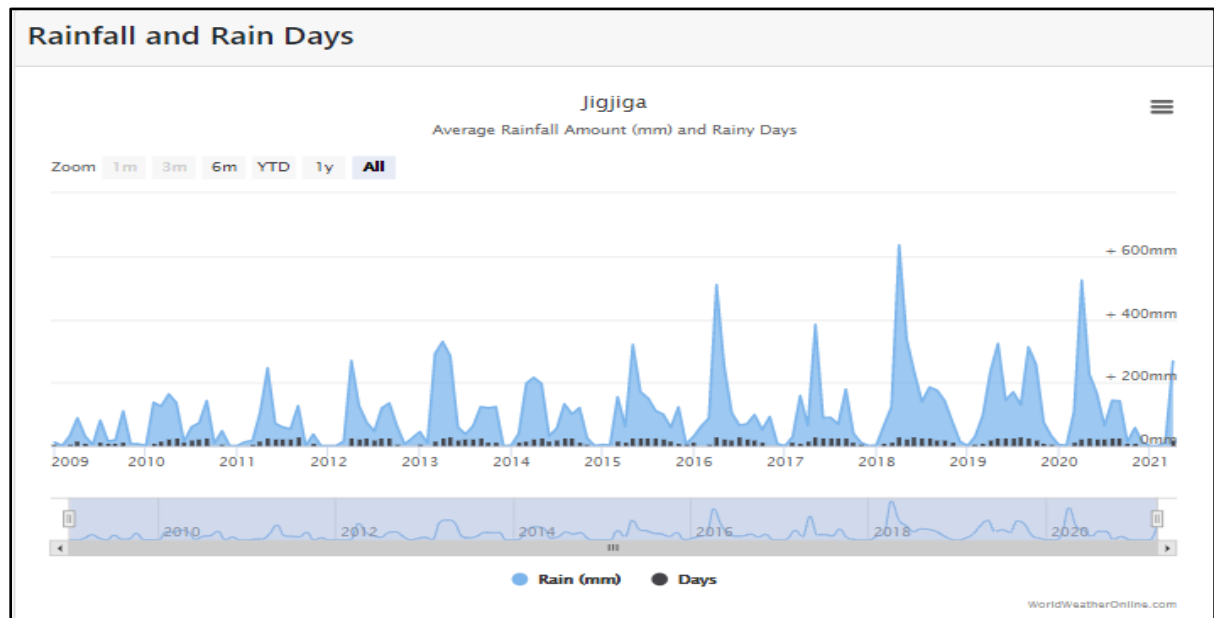 Rainfall and Rain Days
Jigjiga
Average Rainfall Amount (mm) and Rainy Days
Zoom 1m 3m 6m YTD 1y All
÷ 600mm
÷ 400mm
÷ 200mm
0mm
2009 2010 2011 2012 2013 2014 2015 2016 2017 2018 2019 2020 2021
2010 2012 2014 2016 2018 2020
Rain (mm) Days
WorldWeatherOnline.com